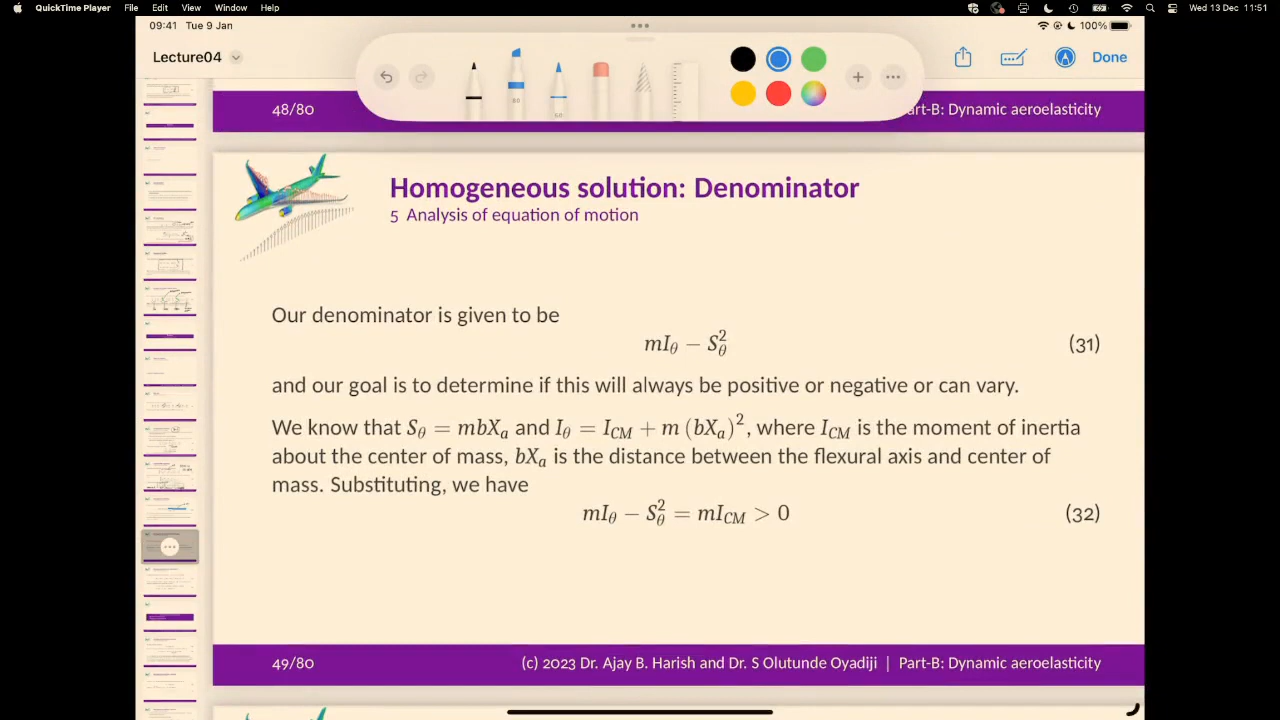 QuickTime Player File Edit View Window Help Wed 13 Dec 11:51
09:41 Tue 9 Jan 100%
Lecture04 Done
80
60
48/80 art-B: Dynamic aeroelasticity
Homogeneous solution: Denominator
5 Analysis of equation of motion
Our denominator is given to be
mI_θ − S_θ^2 (31)
and our goal is to determine if this will always be positive or negative or can vary.
We know that S_θ = mbX_a and I_θ = I_CM + m (bX_a)^2, where I_CM is the moment of inertia
about the center of mass, bX_a is the distance between the flexural axis and center of
mass. Substituting, we have
mI_θ − S_θ^2 = mI_CM > 0 (32)
49/80 (c) 2023 Dr. Ajay B. Harish and Dr. S Olutunde Oyadiji | Part-B: Dynamic aeroelasticity